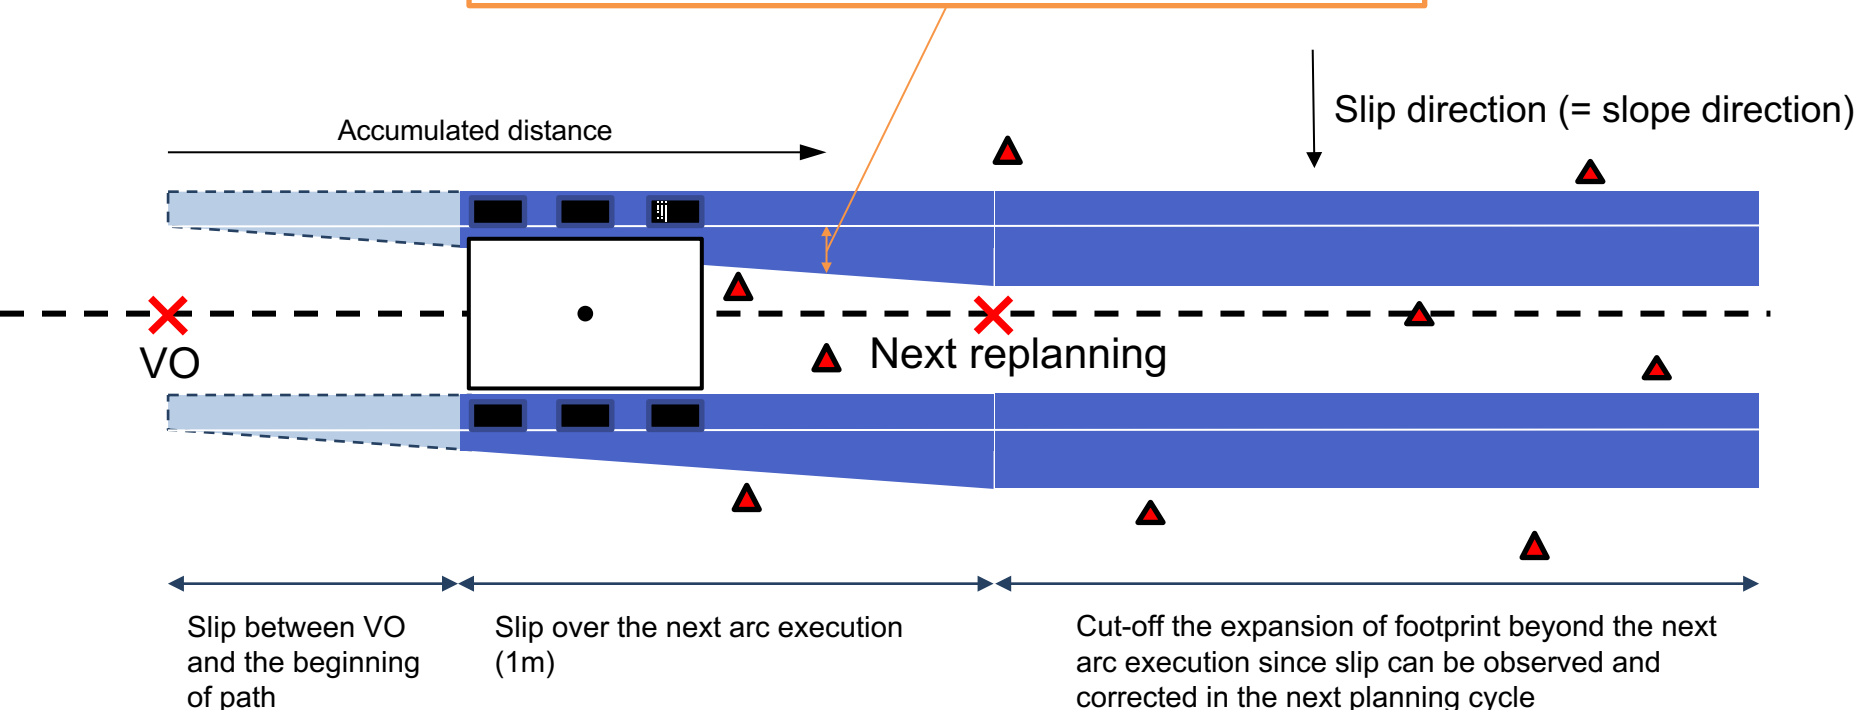 Accumulated distance
Slip direction (= slope direction)
VO
Next replanning
Slip between VO
and the beginning
of path
Slip over the next arc execution
(1m)
Cut-off the expansion of footprint beyond the next
arc execution since slip can be observed and
corrected in the next planning cycle